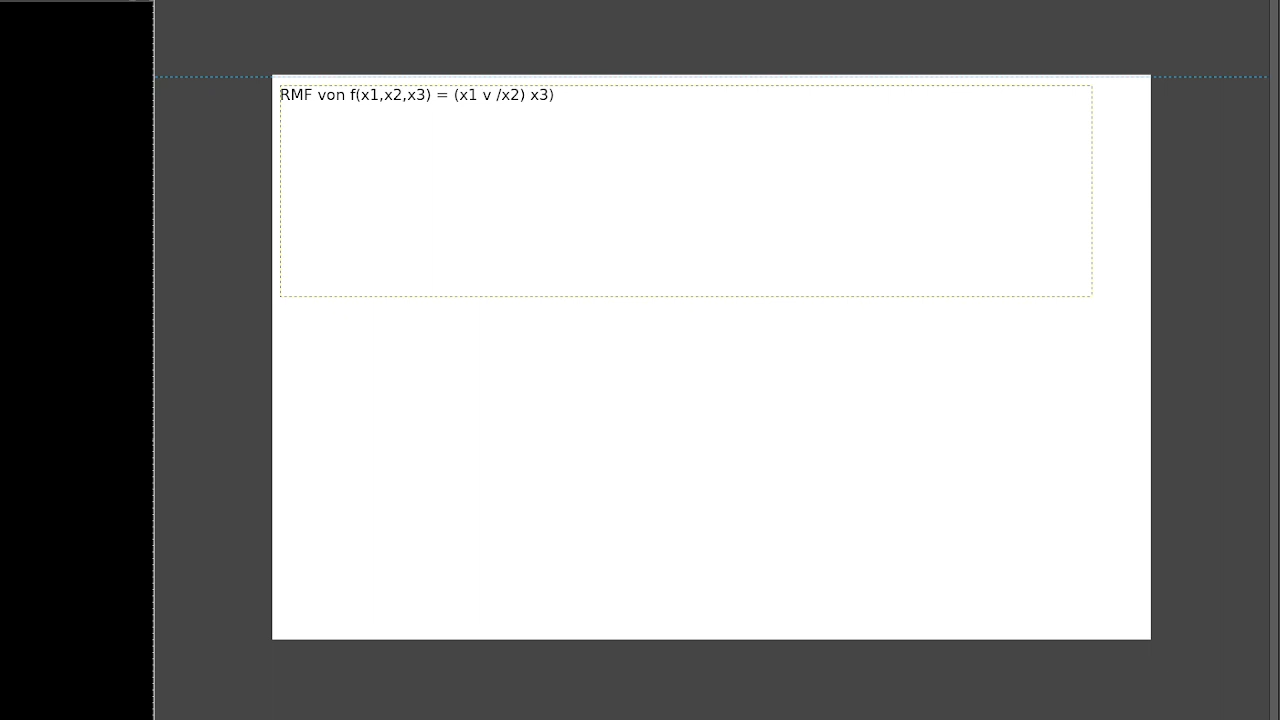 RMF von f(x1,x2,x3) = (x1 v /x2) x3)